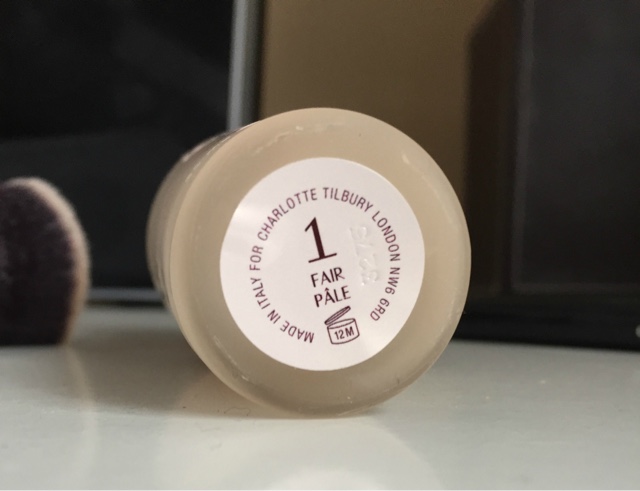 MADE IN ITALY FOR CHARLOTTE TILBURY LONDON NW6 6RD
1
FAIR
PÂLE
12M